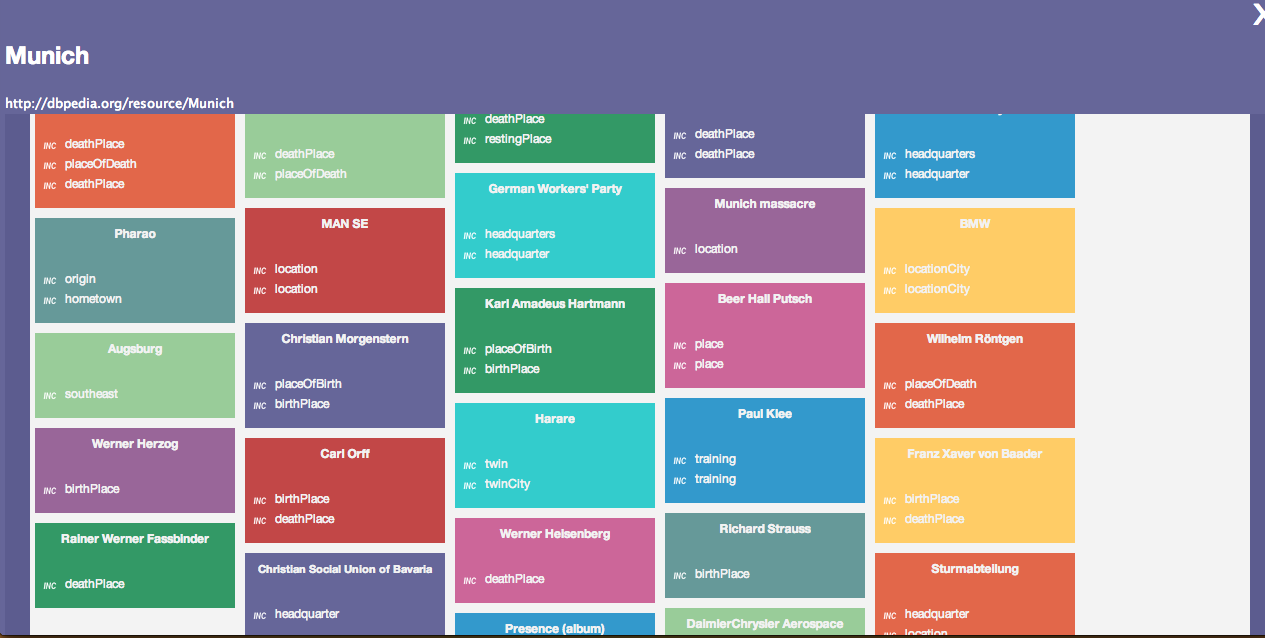 X
Munich
http://dbpedia.org/resource/Munich
INC deathPlace
INC placeOfDeath
INC deathPlace
Pharao
INC origin
INC hometown
Augsburg
INC southeast
Werner Herzog
INC birthPlace
Rainer Werner Fassbinder
INC deathPlace
INC deathPlace
INC placeOfDeath
MAN SE
INC location
INC location
Christian Morgenstern
INC placeOfBirth
INC birthPlace
Carl Orff
INC birthPlace
INC deathPlace
Christian Social Union of Bavaria
INC headquarter
INC deathPlace
INC restingPlace
German Workers' Party
INC headquarters
INC headquarter
Karl Amadeus Hartmann
INC placeOfBirth
INC birthPlace
Harare
INC twin
INC twinCity
Werner Heisenberg
INC deathPlace
Presence (album)
INC deathPlace
INC deathPlace
Munich massacre
INC location
Beer Hall Putsch
INC place
INC place
Paul Klee
INC training
INC training
Richard Strauss
INC birthPlace
DaimlerChrysler Aerospace
INC headquarters
INC headquarter
BMW
INC locationCity
INC locationCity
Wilhelm Röntgen
INC placeOfDeath
INC deathPlace
Franz Xaver von Baader
INC birthPlace
INC deathPlace
Sturmabteilung
INC headquarter
INC location